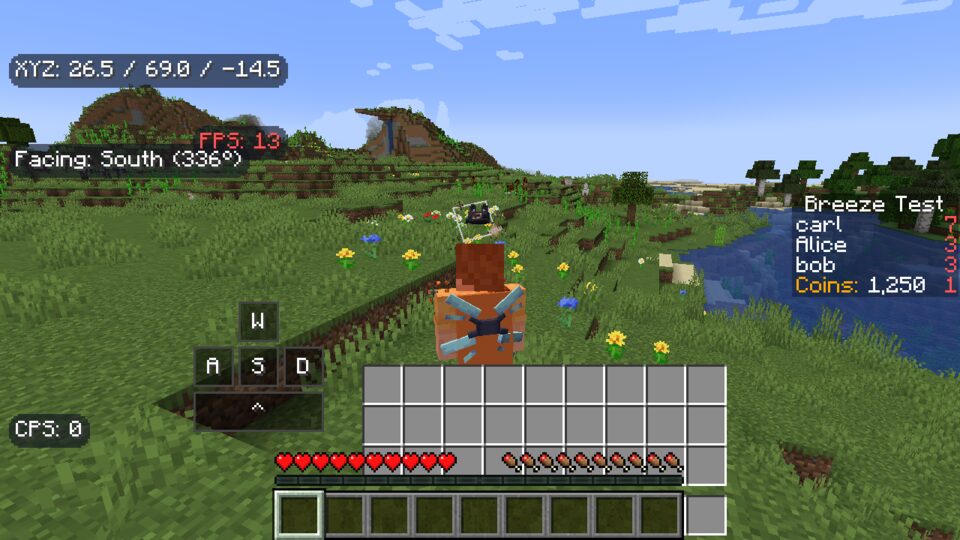 XYZ: 26.5 / 69.0 / -14.5
FPS: 13
Facing: South (336°)
Breeze Test
carl 7
Alice 3
bob 3
Coins: 1,250 1
W
A S D
^
CPS: 0